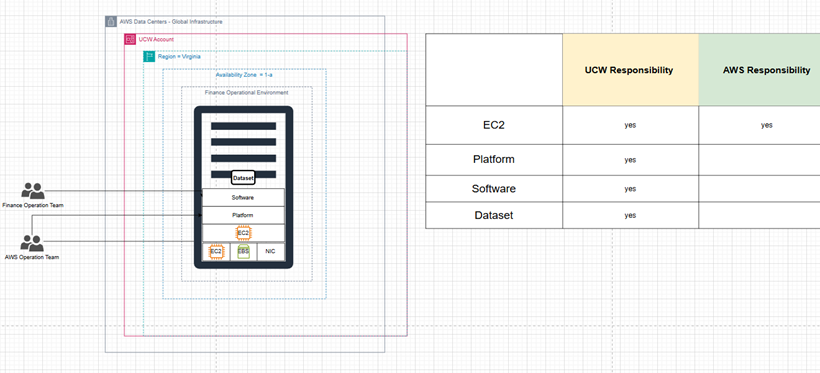 AWS Data Centers - Global Infrastructure
UCW Account
Region = Virginia
Availability Zone = 1-a
Finance Operational Environment
Dataset
Software
Platform
EC2
EC2
EBS
NIC
Finance Operation Team
AWS Operation Team
UCW Responsibility
AWS Responsibility
EC2
yes
yes
Platform
yes
Software
yes
Dataset
yes